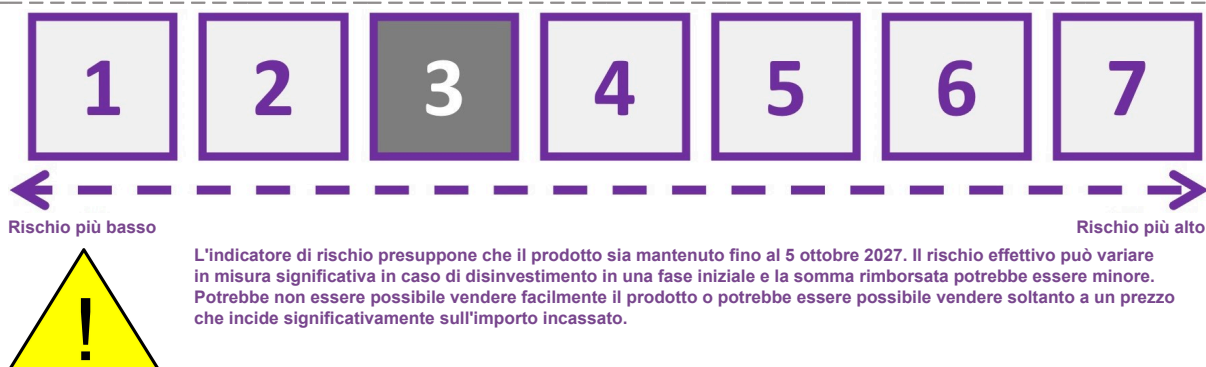 1 2 3 4 5 6 7
Rischio più basso Rischio più alto
L'indicatore di rischio presuppone che il prodotto sia mantenuto fino al 5 ottobre 2027. Il rischio effettivo può variare
in misura significativa in caso di disinvestimento in una fase iniziale e la somma rimborsata potrebbe essere minore.
Potrebbe non essere possibile vendere facilmente il prodotto o potrebbe essere possibile vendere soltanto a un prezzo
che incide significativamente sull'importo incassato.
!